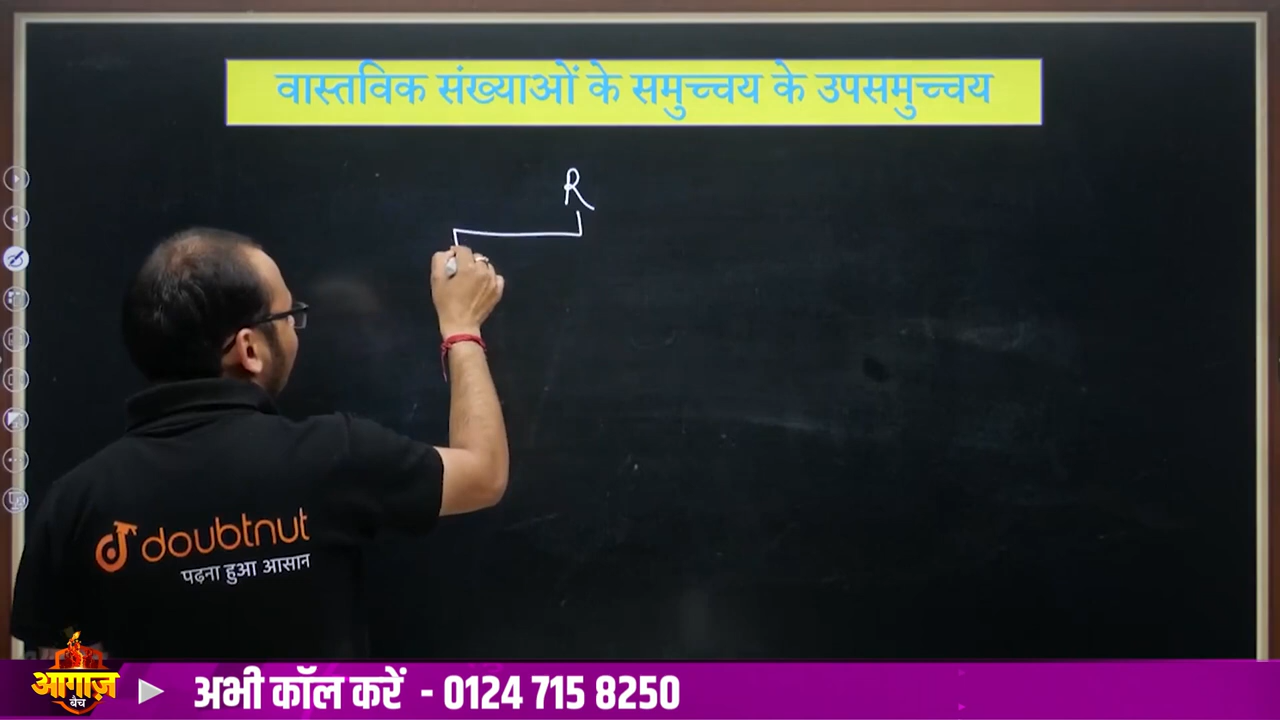 वास्तविक संख्याओं के समुच्चय के उपसमुच्चय
R
doubtnut
पढ़ना हुआ आसान
आगाज़
बैच
अभी कॉल करें - 0124 715 8250